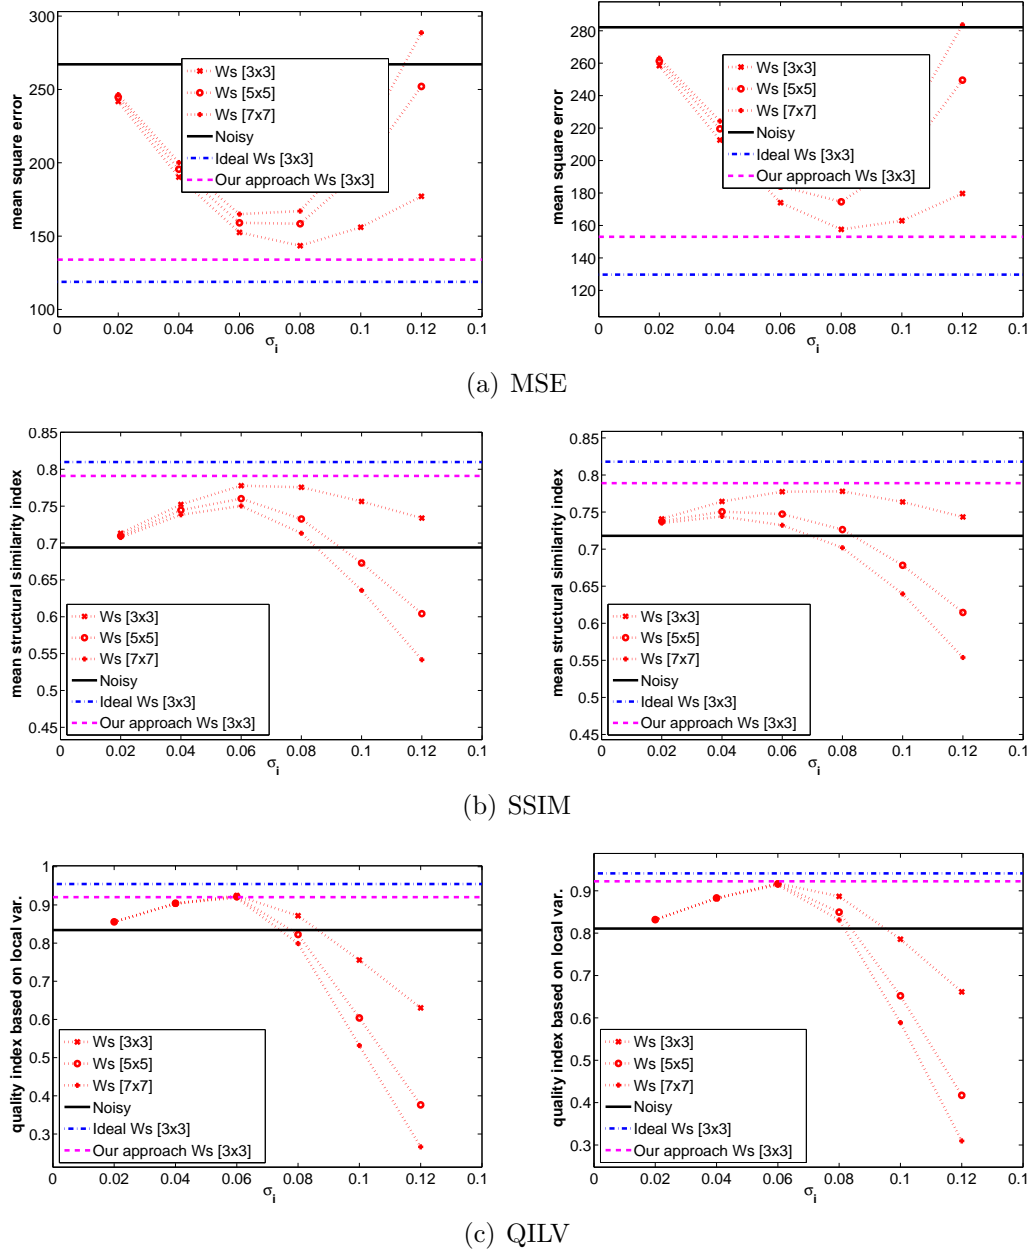 300
250
200
150
100
mean square error
0
0.02
0.04
0.06
0.08
0.1
0.12
0.1
σi
Ws [3x3]
Ws [5x5]
Ws [7x7]
Noisy
Ideal Ws [3x3]
Our approach Ws [3x3]
280
260
240
220
200
180
160
140
120
mean square error
0
0.02
0.04
0.06
0.08
0.1
0.12
0.1
σi
Ws [3x3]
Ws [5x5]
Ws [7x7]
Noisy
Ideal Ws [3x3]
Our approach Ws [3x3]
(a) MSE
0.85
0.8
0.75
0.7
0.65
0.6
0.55
0.5
0.45
mean structural similarity index
0
0.02
0.04
0.06
0.08
0.1
0.12
0.1
σi
Ws [3x3]
Ws [5x5]
Ws [7x7]
Noisy
Ideal Ws [3x3]
Our approach Ws [3x3]
0.85
0.8
0.75
0.7
0.65
0.6
0.55
0.5
0.45
mean structural similarity index
0
0.02
0.04
0.06
0.08
0.1
0.12
0.1
σi
Ws [3x3]
Ws [5x5]
Ws [7x7]
Noisy
Ideal Ws [3x3]
Our approach Ws [3x3]
(b) SSIM
1
0.9
0.8
0.7
0.6
0.5
0.4
0.3
quality index based on local var.
0
0.02
0.04
0.06
0.08
0.1
0.12
0.1
σi
Ws [3x3]
Ws [5x5]
Ws [7x7]
Noisy
Ideal Ws [3x3]
Our approach Ws [3x3]
0.9
0.8
0.7
0.6
0.5
0.4
0.3
quality index based on local var.
0
0.02
0.04
0.06
0.08
0.1
0.12
0.1
σi
Ws [3x3]
Ws [5x5]
Ws [7x7]
Noisy
Ideal Ws [3x3]
Our approach Ws [3x3]
(c) QILV